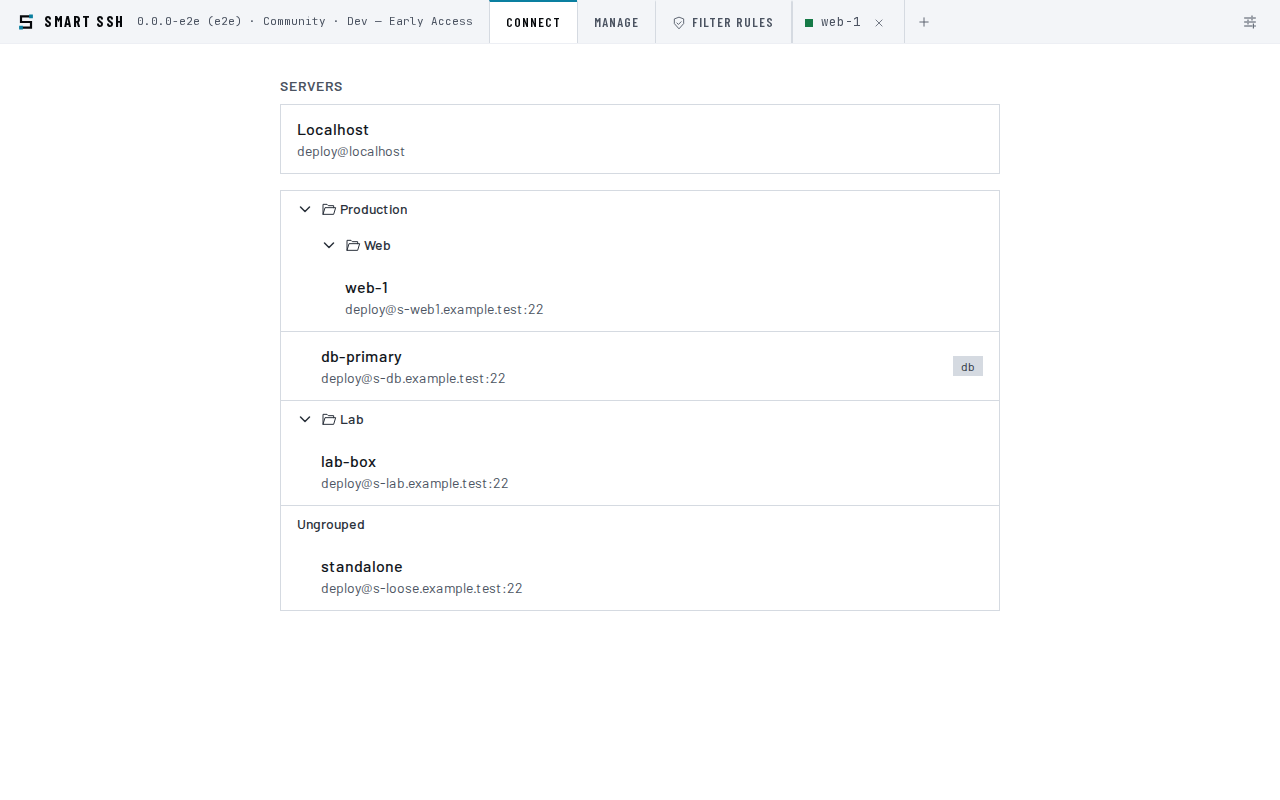 SMART SSH 0.0.0-e2e (e2e) · Community · Dev — Early Access CONNECT MANAGE FILTER RULES web-1
SERVERS
Localhost
deploy@localhost
Production
Web
web-1
deploy@s-web1.example.test:22
db-primary
deploy@s-db.example.test:22
db
Lab
lab-box
deploy@s-lab.example.test:22
Ungrouped
standalone
deploy@s-loose.example.test:22